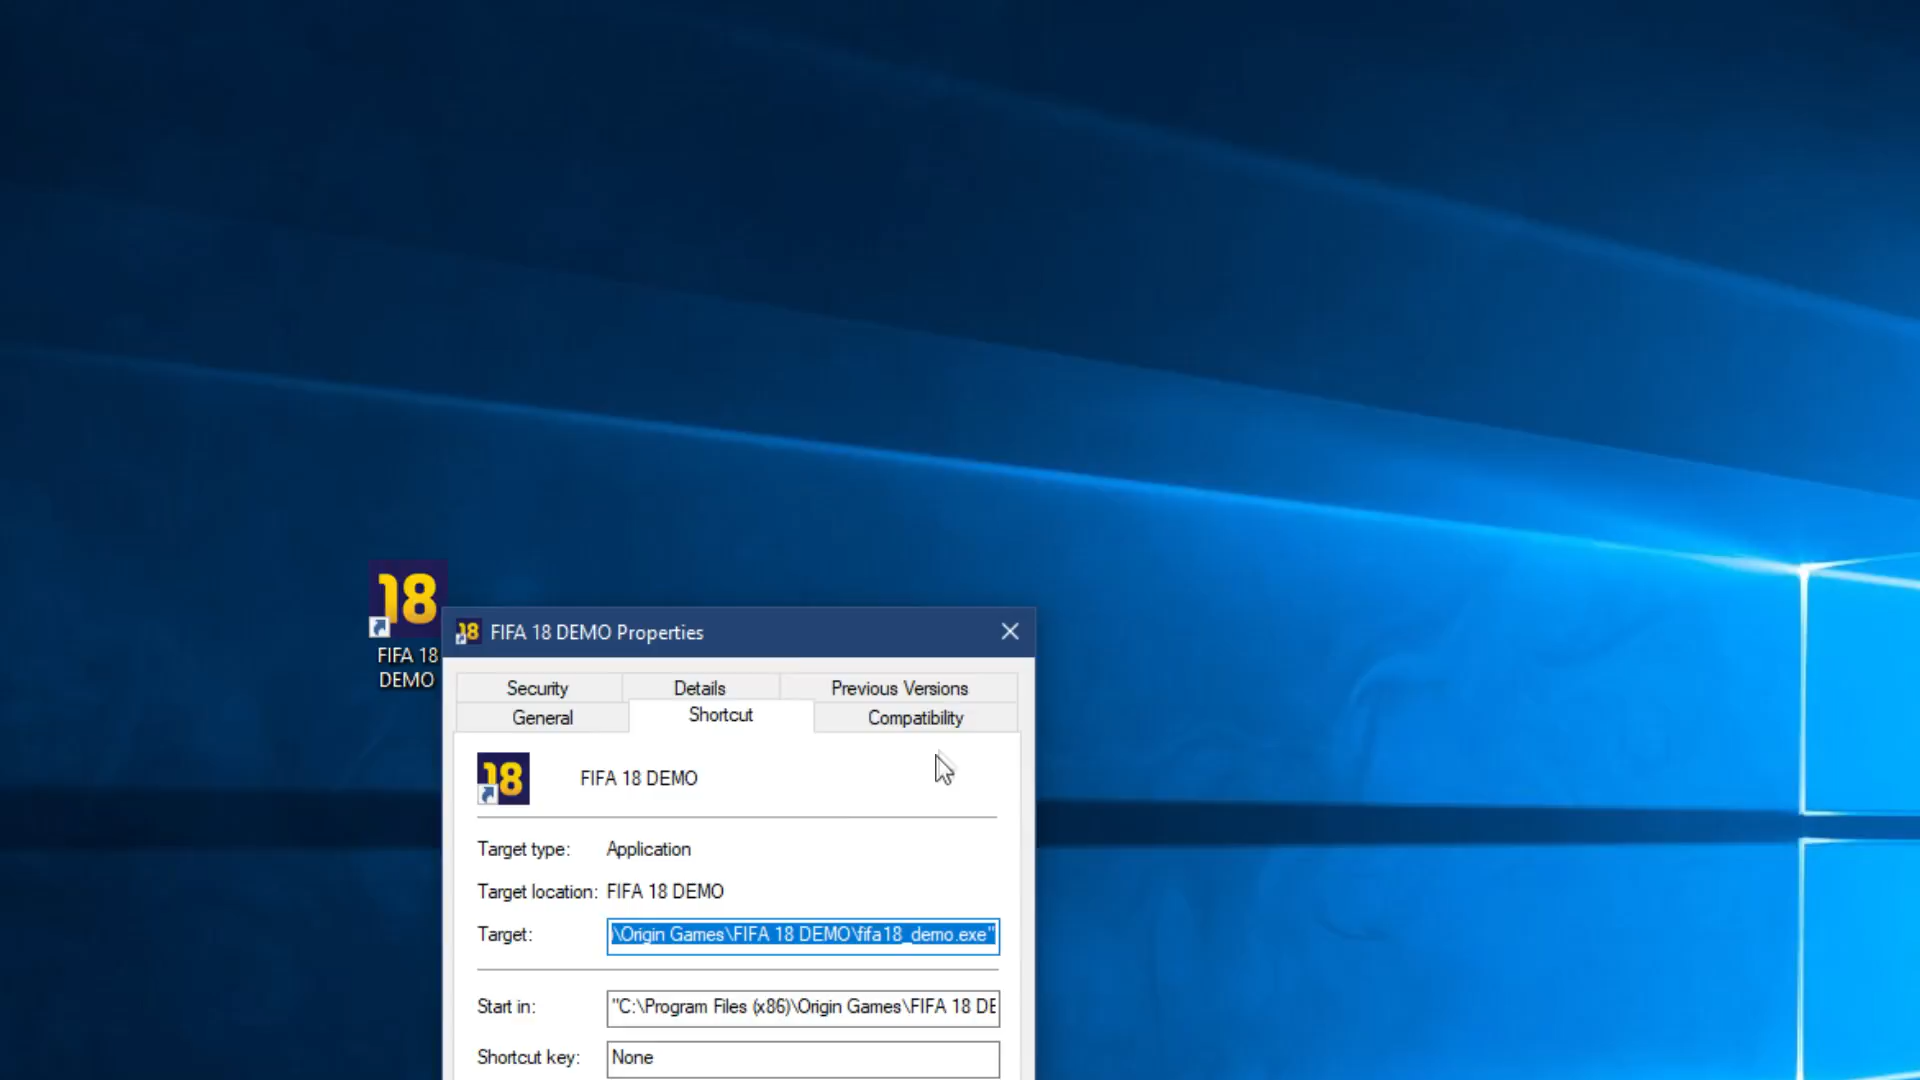 18
FIFA 18
DEMO
18 FIFA 18 DEMO Properties
Security Details Previous Versions
General Shortcut Compatibility
18 FIFA 18 DEMO
Target type: Application
Target location: FIFA 18 DEMO
Target: )\Origin Games\FIFA 18 DEMO\fifa18_demo.exe"
Start in: "C:\Program Files (x86)\Origin Games\FIFA 18 DE
Shortcut key: None